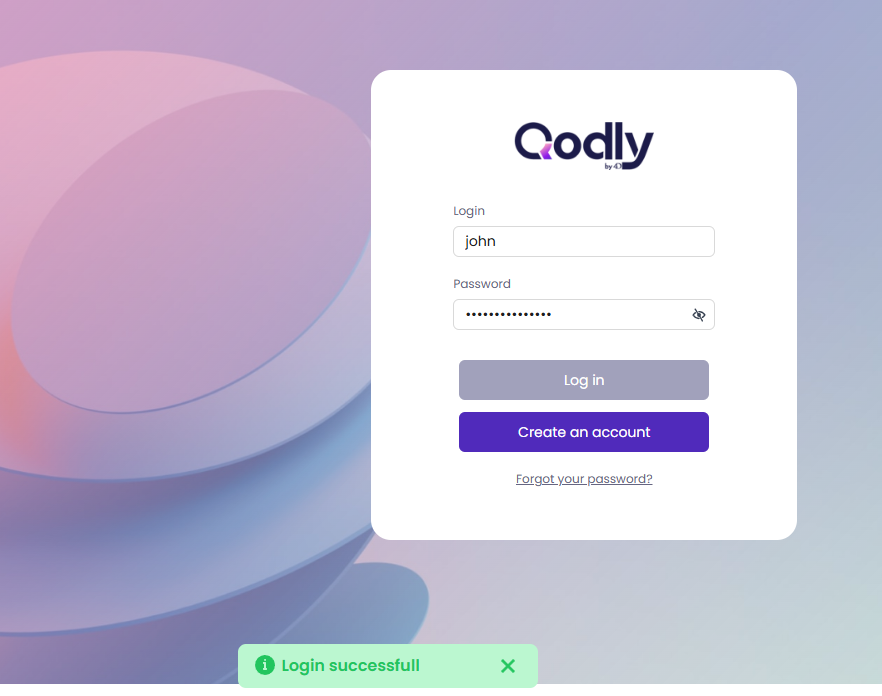 Qodly
by 4D
Login
john
Password
•••••••••••••••
Log in
Create an account
Forgot your password?
Login successfull